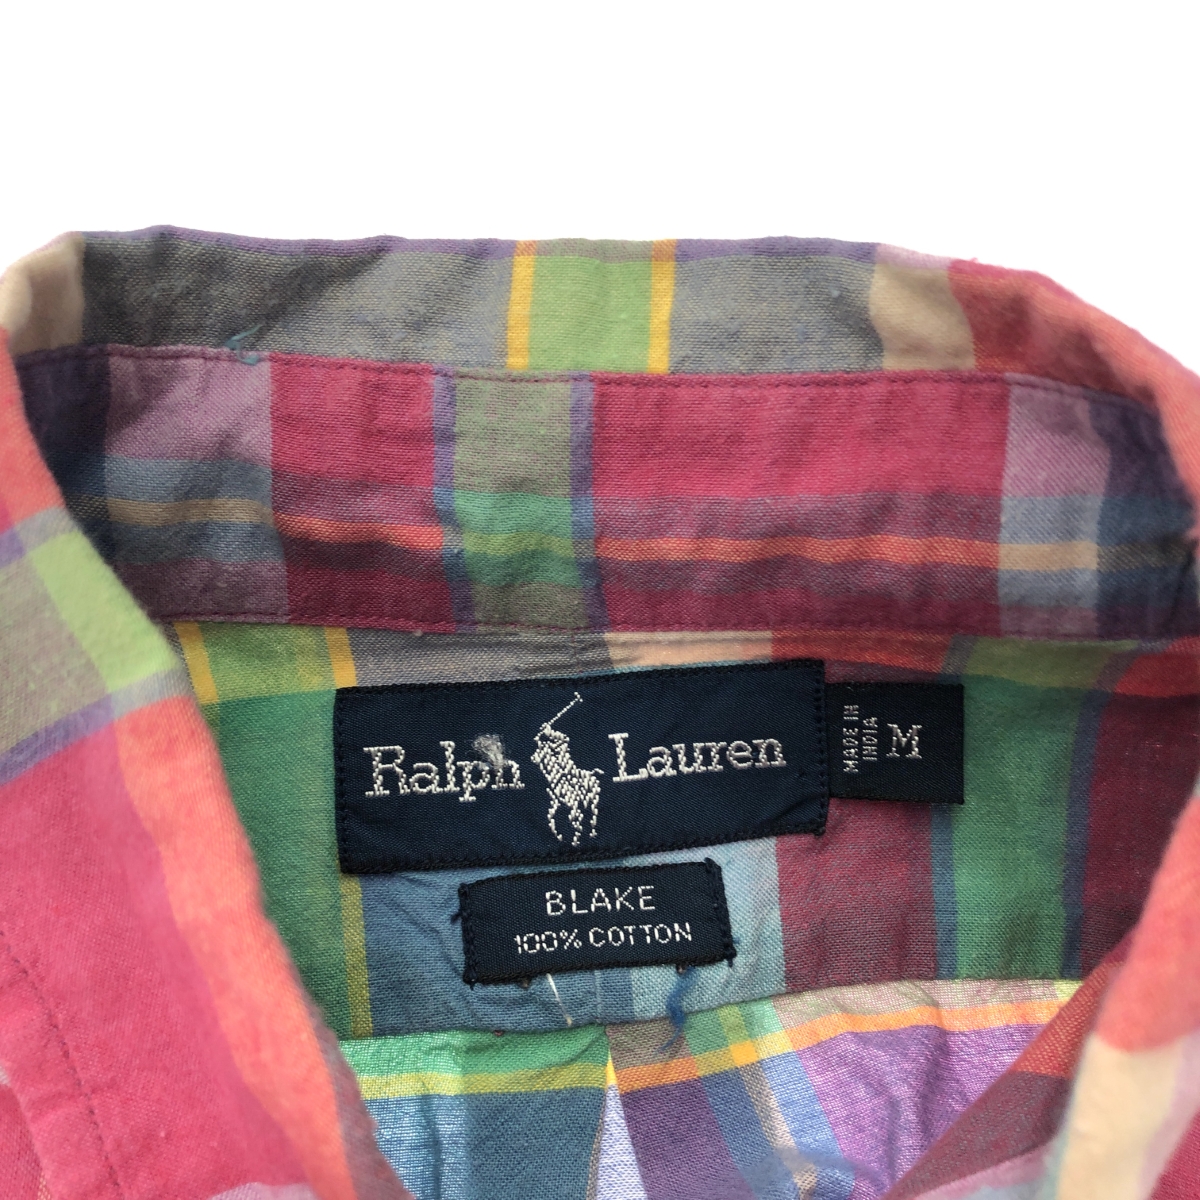 Ralph Lauren
MADE IN
INDIA
M
BLAKE
100% COTTON